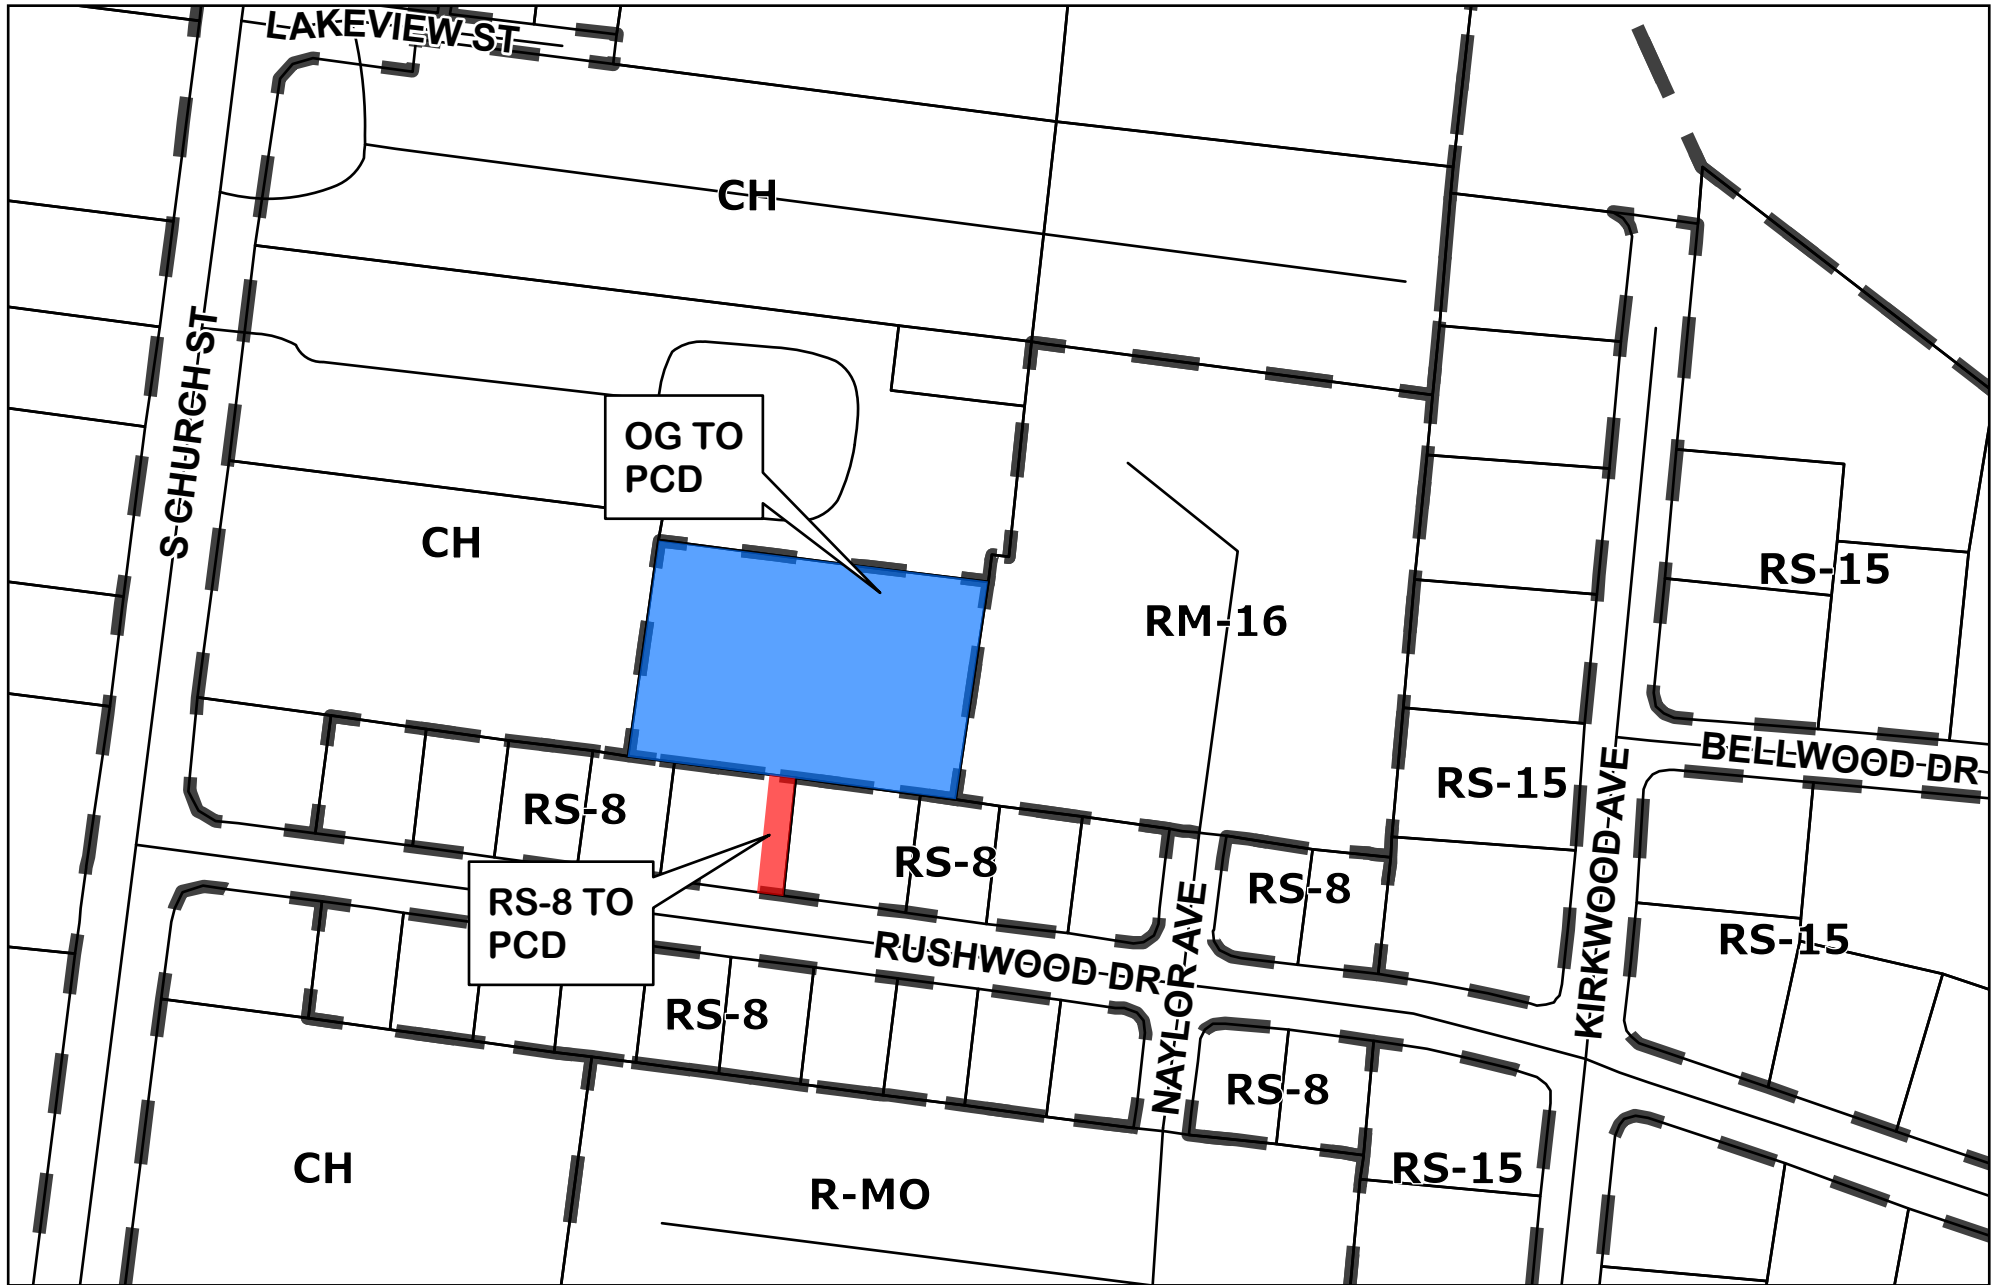 LAKEVIEW ST
CH
S CHURCH ST
OG TO
PCD
CH
RS-15
RM-16
BELLWOOD DR
RS-15
RS-8
RS-8
RS-8
RS-8 TO
PCD
KIRKWOOD AVE
RS-15
RUSHWOOD DR
NAYLOR AVE
RS-8
RS-8
CH
R-MO
RS-15